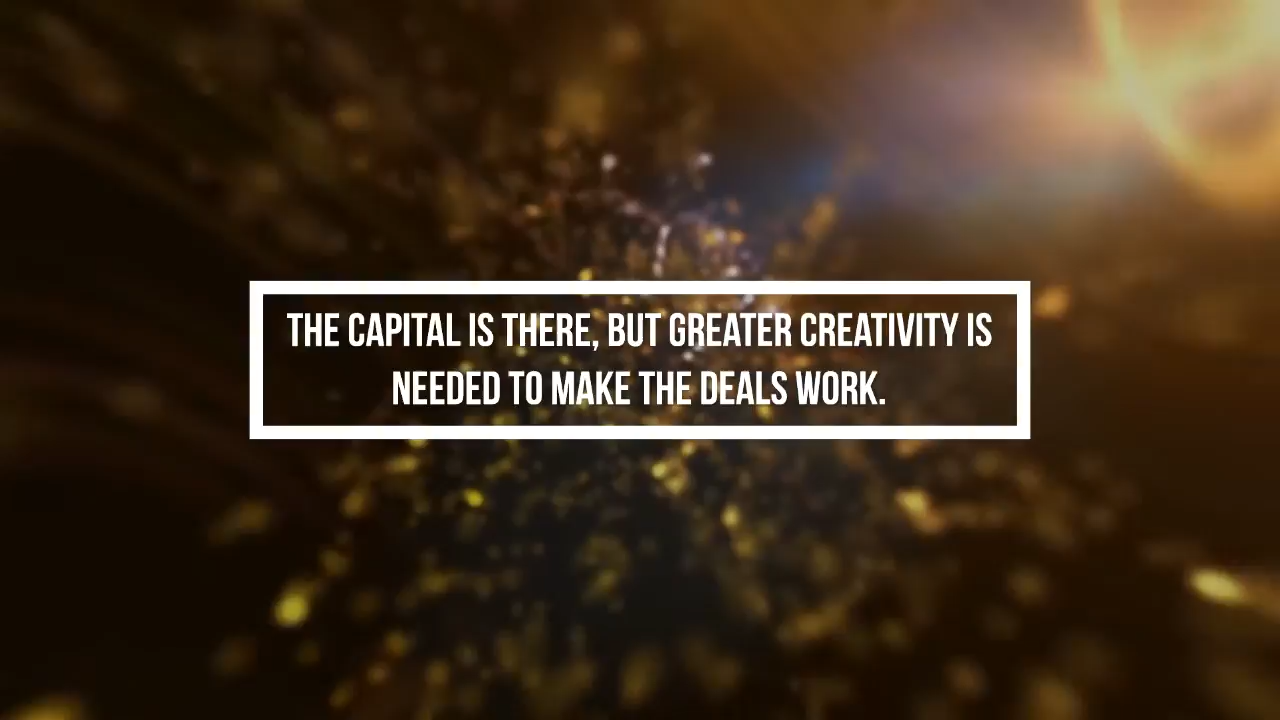 THE CAPITAL IS THERE, BUT GREATER CREATIVITY IS
NEEDED TO MAKE THE DEALS WORK.